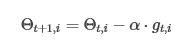 Θ_{t+1,i} = Θ_{t,i} − α · g_{t,i}